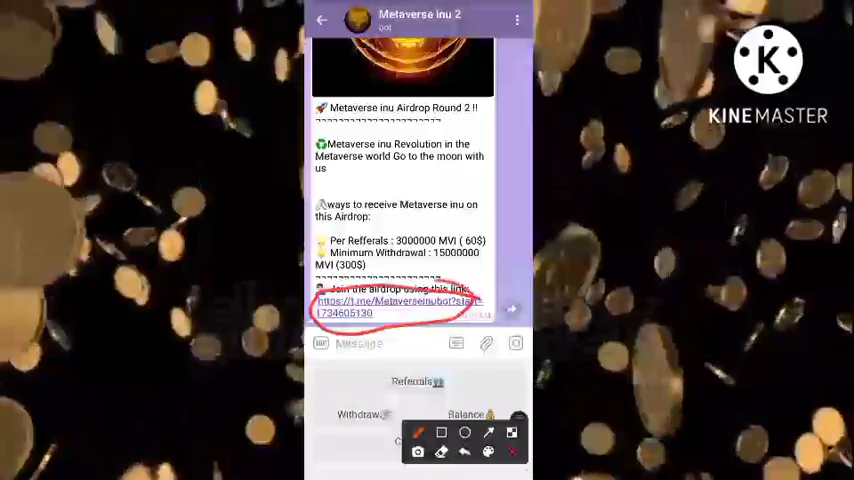 Metaverse inu 2
bot
KINEMASTER
🚀 Metaverse inu Airdrop Round 2 !!
♻Metaverse inu Revolution in the
Metaverse world Go to the moon with
us
ways to receive Metaverse inu on
this Airdrop:
Per Refferals : 3000000 MVI ( 60$)
Minimum Withdrawal : 15000000
MVI (300$)
Join the airdrop using this link:
https://t.me/Metaverseinubot?start=
1734605130
GIF
Message
Referrals
Withdraw
Balance